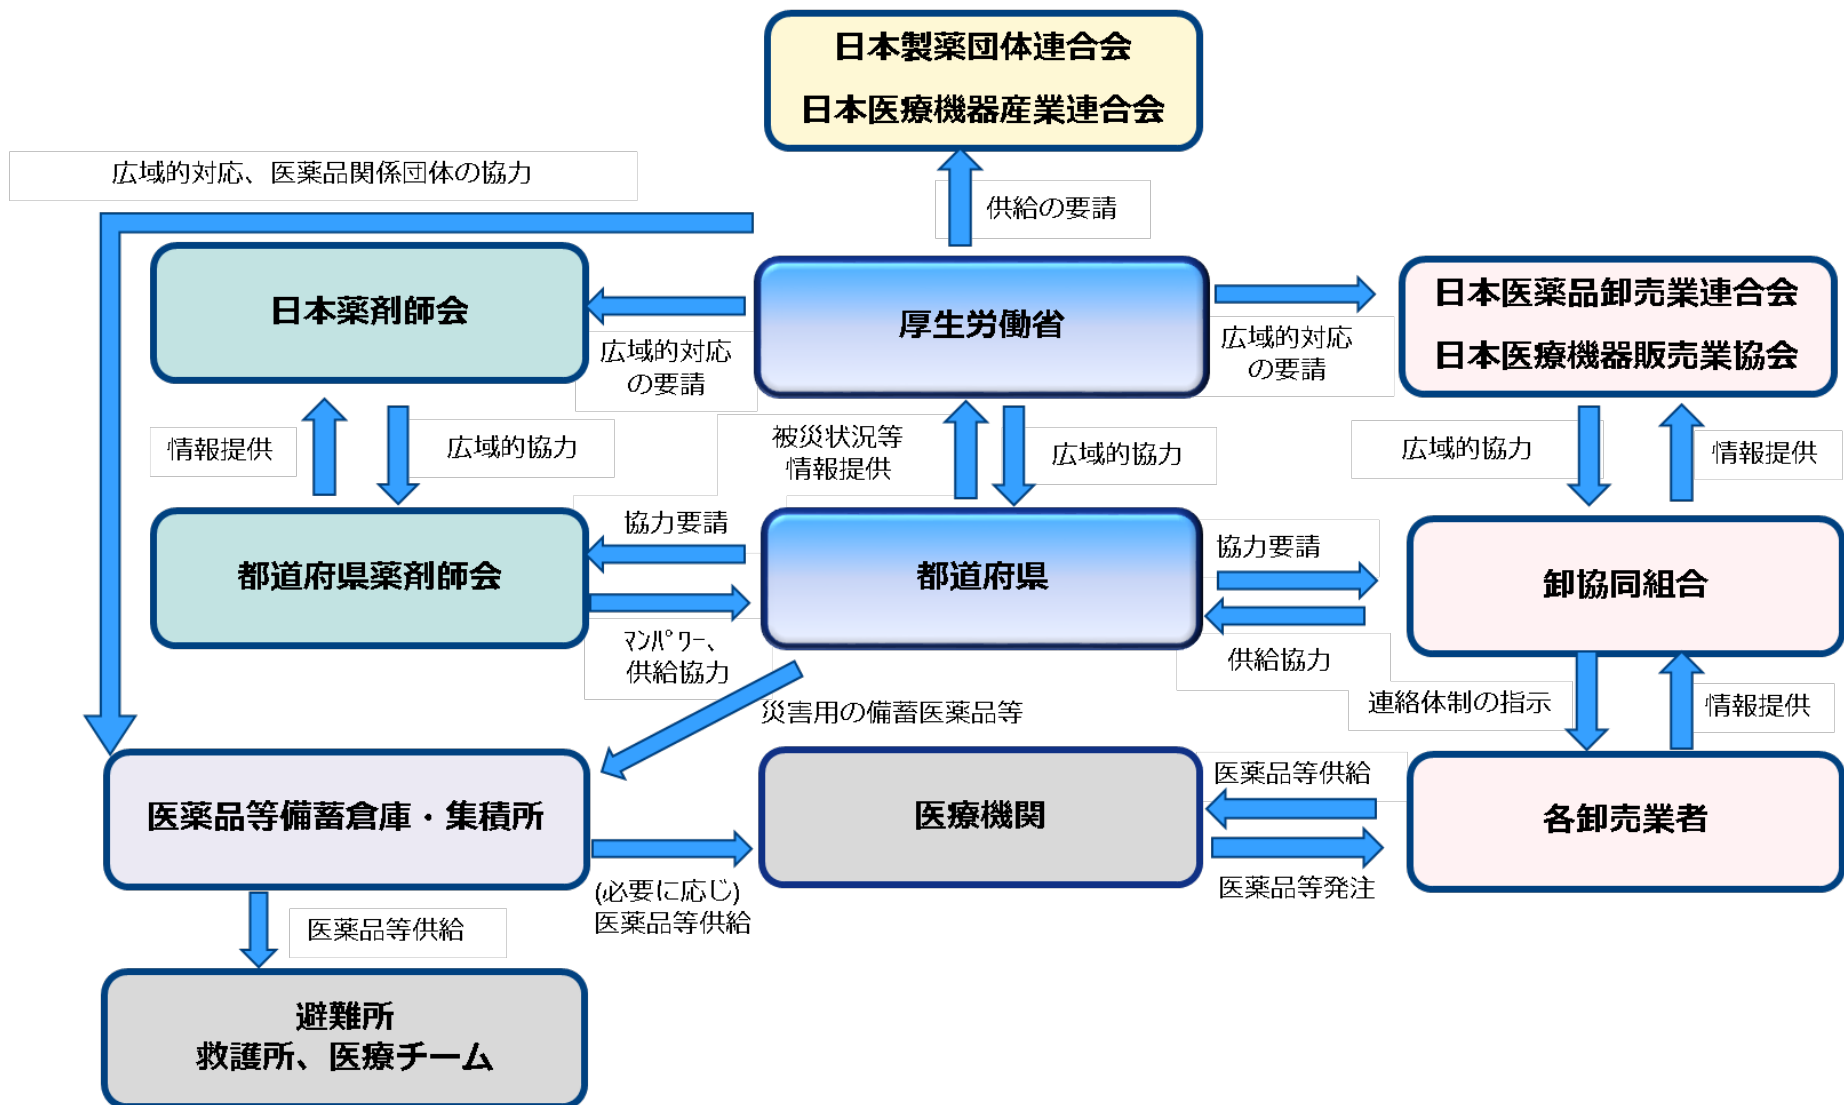 日本製薬団体連合会
日本医療機器産業連合会
広域的対応、医薬品関係団体の協力
供給の要請
日本薬剤師会
厚生労働省
日本医薬品卸売業連合会
日本医療機器販売業協会
広域的対応
の要請
広域的対応
の要請
情報提供
広域的協力
被災状況等
情報提供
広域的協力
広域的協力
情報提供
都道府県薬剤師会
協力要請
都道府県
協力要請
卸協同組合
マンパワー、
供給協力
供給協力
災害用の備蓄医薬品等
連絡体制の指示
情報提供
医薬品等備蓄倉庫・集積所
医療機関
医薬品等供給
各卸売業者
(必要に応じ)
医薬品等供給
医薬品等発注
医薬品等供給
避難所
救護所、医療チーム